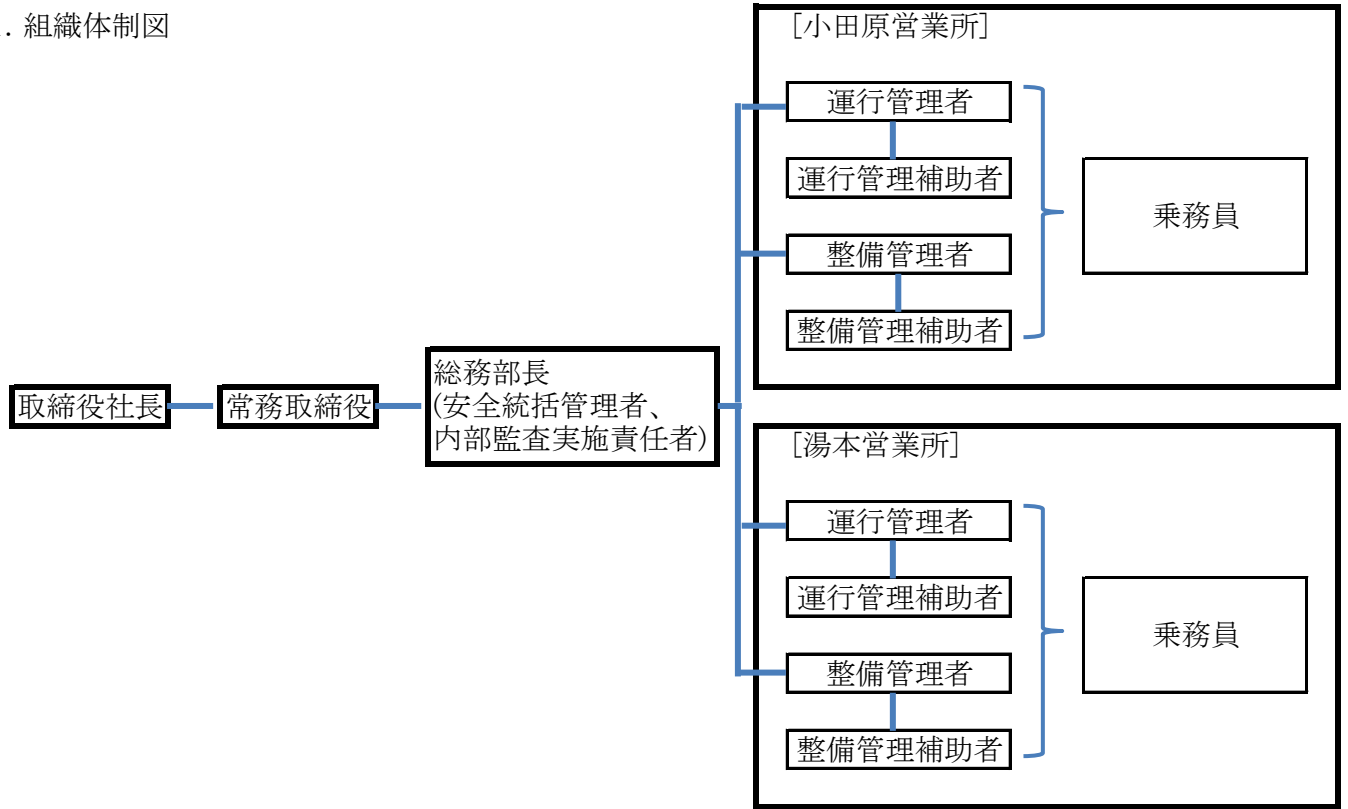 . 組織体制図
[小田原営業所]
運行管理者
運行管理補助者
整備管理者
整備管理補助者
乗務員
取締役社長
常務取締役
総務部長
(安全統括管理者、
内部監査実施責任者)
[湯本営業所]
運行管理者
運行管理補助者
整備管理者
整備管理補助者
乗務員